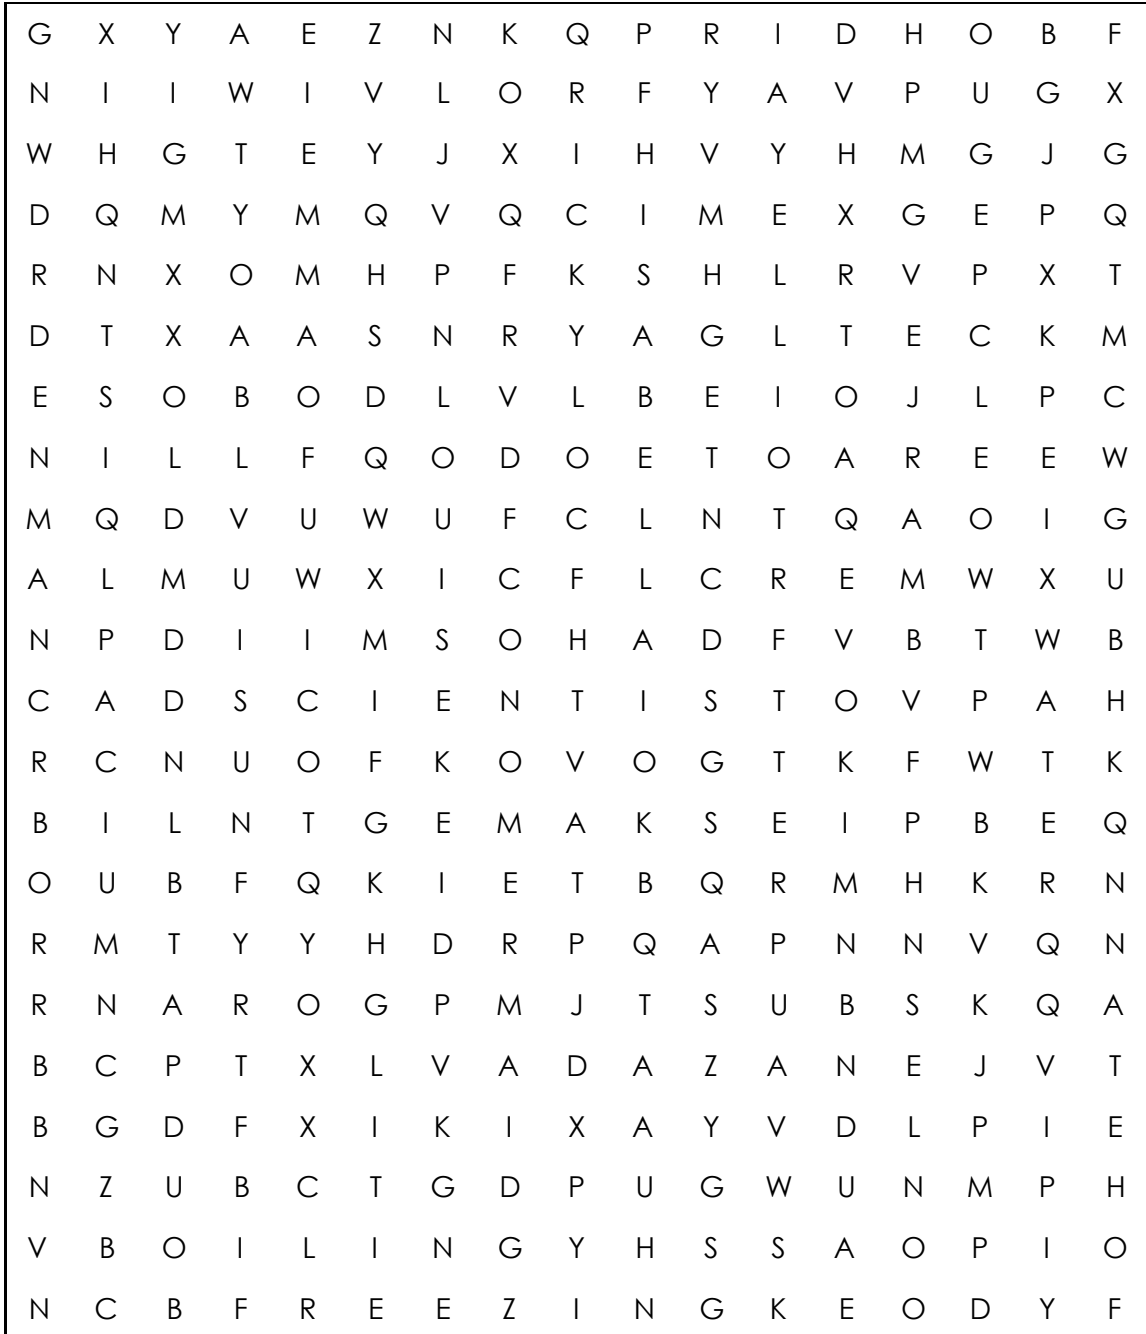 G X Y A E Z N K Q P R I D H O B F
N I I W I V L O R F Y A V P U G X
W H G T E Y J X I H V Y H M G J G
D Q M Y M Q V Q C I M E X G E P Q
R N X O M H P F K S H L R V P X T
D T X A A S N R Y A G L T E C K M
E S O B O D L V L B E I O J L P C
N I L L F Q O D O E T O A R E E W
M Q D V U W U F C L N T Q A O I G
A L M U W X I C F L C R E M W X U
N P D I I M S O H A D F V B T W B
C A D S C I E N T I S T O V P A H
R C N U O F K O V O G T K F W T K
B I L N T G E M A K S E I P B E Q
O U B F Q K I E T B Q R M H K R N
R M T Y Y H D R P Q A P N N V Q N
R N A R O G P M J T S U B S K Q A
B C P T X L V A D A Z A N E J V T
B G D F X I K I X A Y V D L P I E
N Z U B C T G D P U G W U N M P H
V B O I L I N G Y H S S A O P I O
N C B F R E E Z I N G K E O D Y F